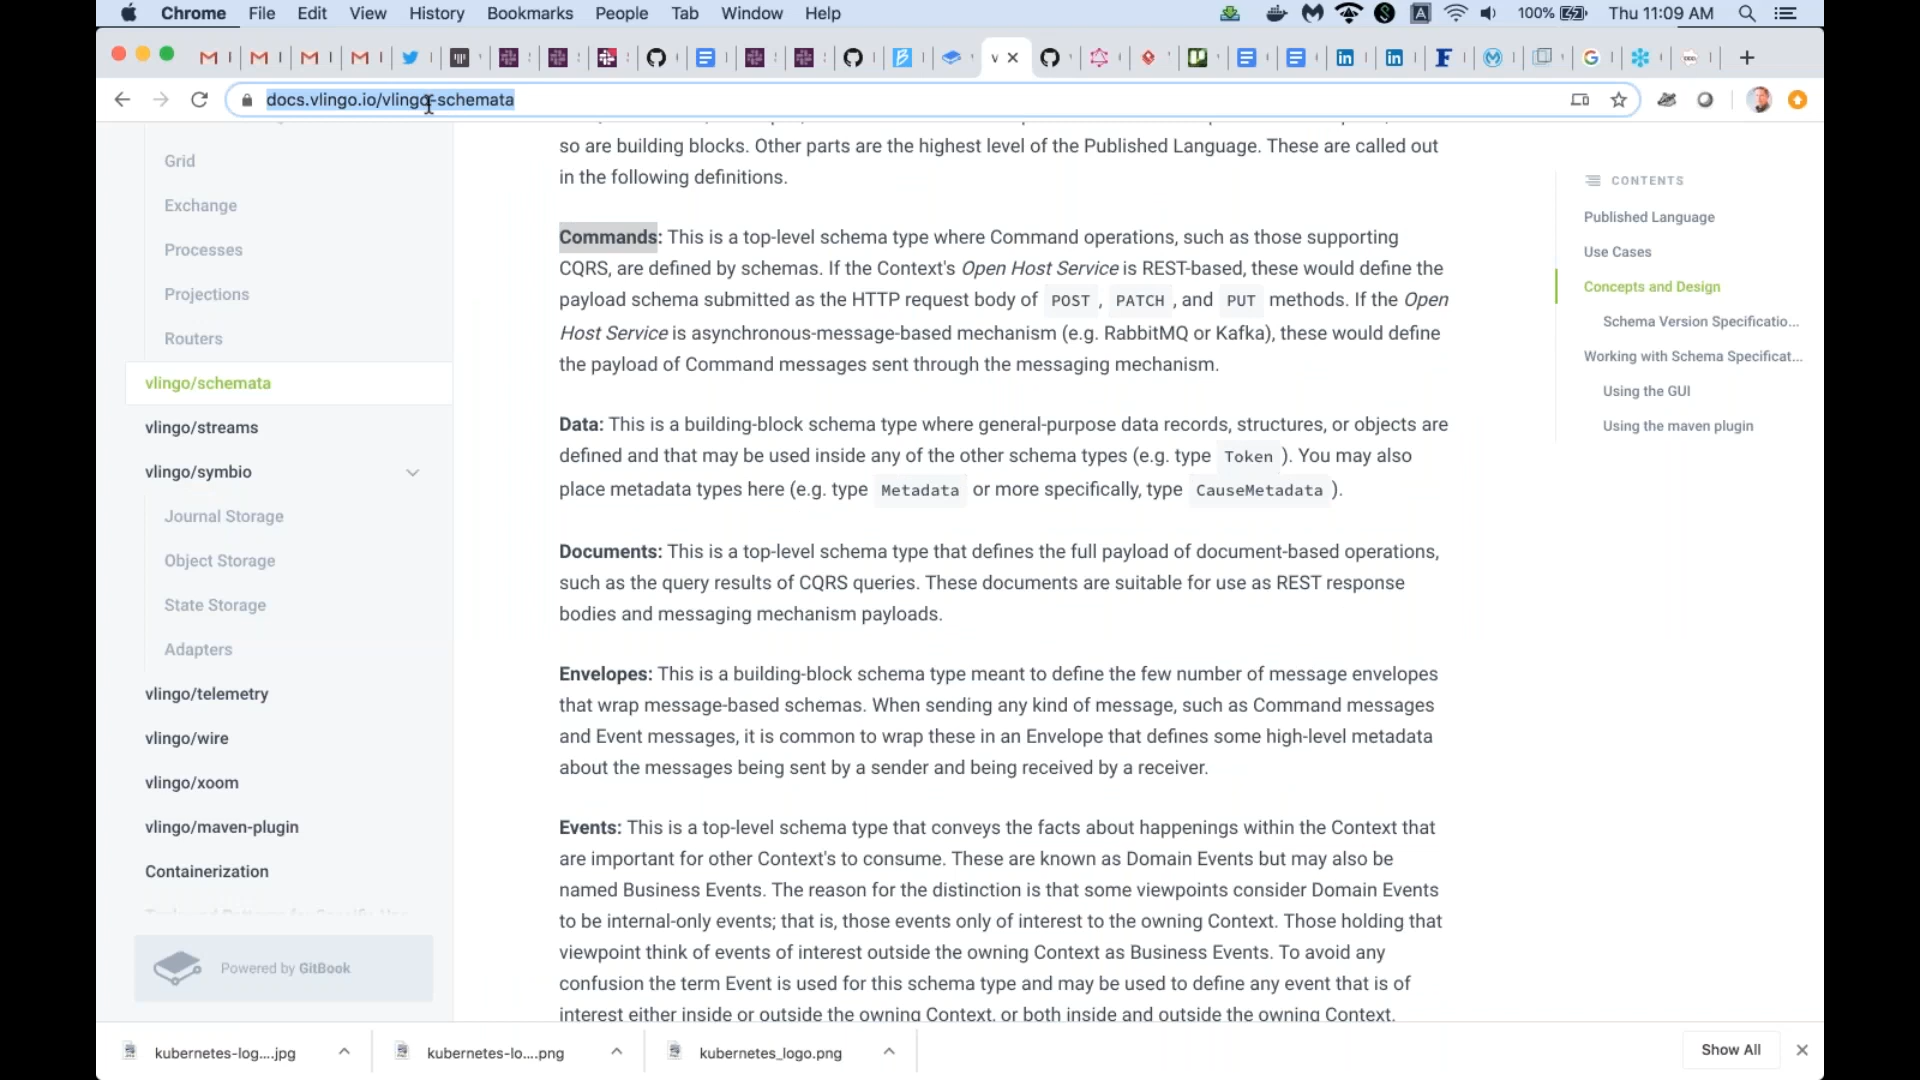 Chrome File Edit View History Bookmarks People Tab Window Help 100% Thu 11:09 AM
docs.vlingo.io/vlingo-schemata
so are building blocks. Other parts are the highest level of the Published Language. These are called out
in the following definitions.
Commands: This is a top-level schema type where Command operations, such as those supporting
CQRS, are defined by schemas. If the Context's Open Host Service is REST-based, these would define the
payload schema submitted as the HTTP request body of POST , PATCH , and PUT methods. If the Open
Host Service is asynchronous-message-based mechanism (e.g. RabbitMQ or Kafka), these would define
the payload of Command messages sent through the messaging mechanism.
Data: This is a building-block schema type where general-purpose data records, structures, or objects are
defined and that may be used inside any of the other schema types (e.g. type Token ). You may also
place metadata types here (e.g. type Metadata or more specifically, type CauseMetadata ).
Documents: This is a top-level schema type that defines the full payload of document-based operations,
such as the query results of CQRS queries. These documents are suitable for use as REST response
bodies and messaging mechanism payloads.
Envelopes: This is a building-block schema type meant to define the few number of message envelopes
that wrap message-based schemas. When sending any kind of message, such as Command messages
and Event messages, it is common to wrap these in an Envelope that defines some high-level metadata
about the messages being sent by a sender and being received by a receiver.
Events: This is a top-level schema type that conveys the facts about happenings within the Context that
are important for other Context's to consume. These are known as Domain Events but may also be
named Business Events. The reason for the distinction is that some viewpoints consider Domain Events
to be internal-only events; that is, those events only of interest to the owning Context. Those holding that
viewpoint think of events of interest outside the owning Context as Business Events. To avoid any
confusion the term Event is used for this schema type and may be used to define any event that is of
interest either inside or outside the owning Context, or both inside and outside the owning Context.
Grid
Exchange
Processes
Projections
Routers
vlingo/schemata
vlingo/streams
vlingo/symbio
Journal Storage
Object Storage
State Storage
Adapters
vlingo/telemetry
vlingo/wire
vlingo/xoom
vlingo/maven-plugin
Containerization
Powered by GitBook
CONTENTS
Published Language
Use Cases
Concepts and Design
Schema Version Specificatio...
Working with Schema Specificat...
Using the GUI
Using the maven plugin
kubernetes-log....jpg
kubernetes-lo....png
kubernetes_logo.png
Show All